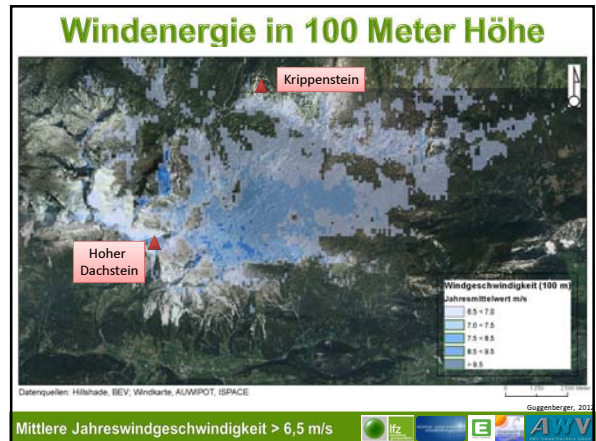 Windenergie in 100 Meter Höhe
Krippenstein
Hoher
Dachstein
Windgeschwindigkeit (100 m)
Jahresmittelwert m/s
6.5 < 7.0
7.0 < 7.5
7.5 < 8.5
8.5 < 9.5
> 9.5
Datenquellen: Hillshade, BEV; Windkarte, AUWIPOT, ISPACE
Guggenberger, 2012
Mittlere Jahreswindgeschwindigkeit > 6,5 m/s
lfz
E
AWV